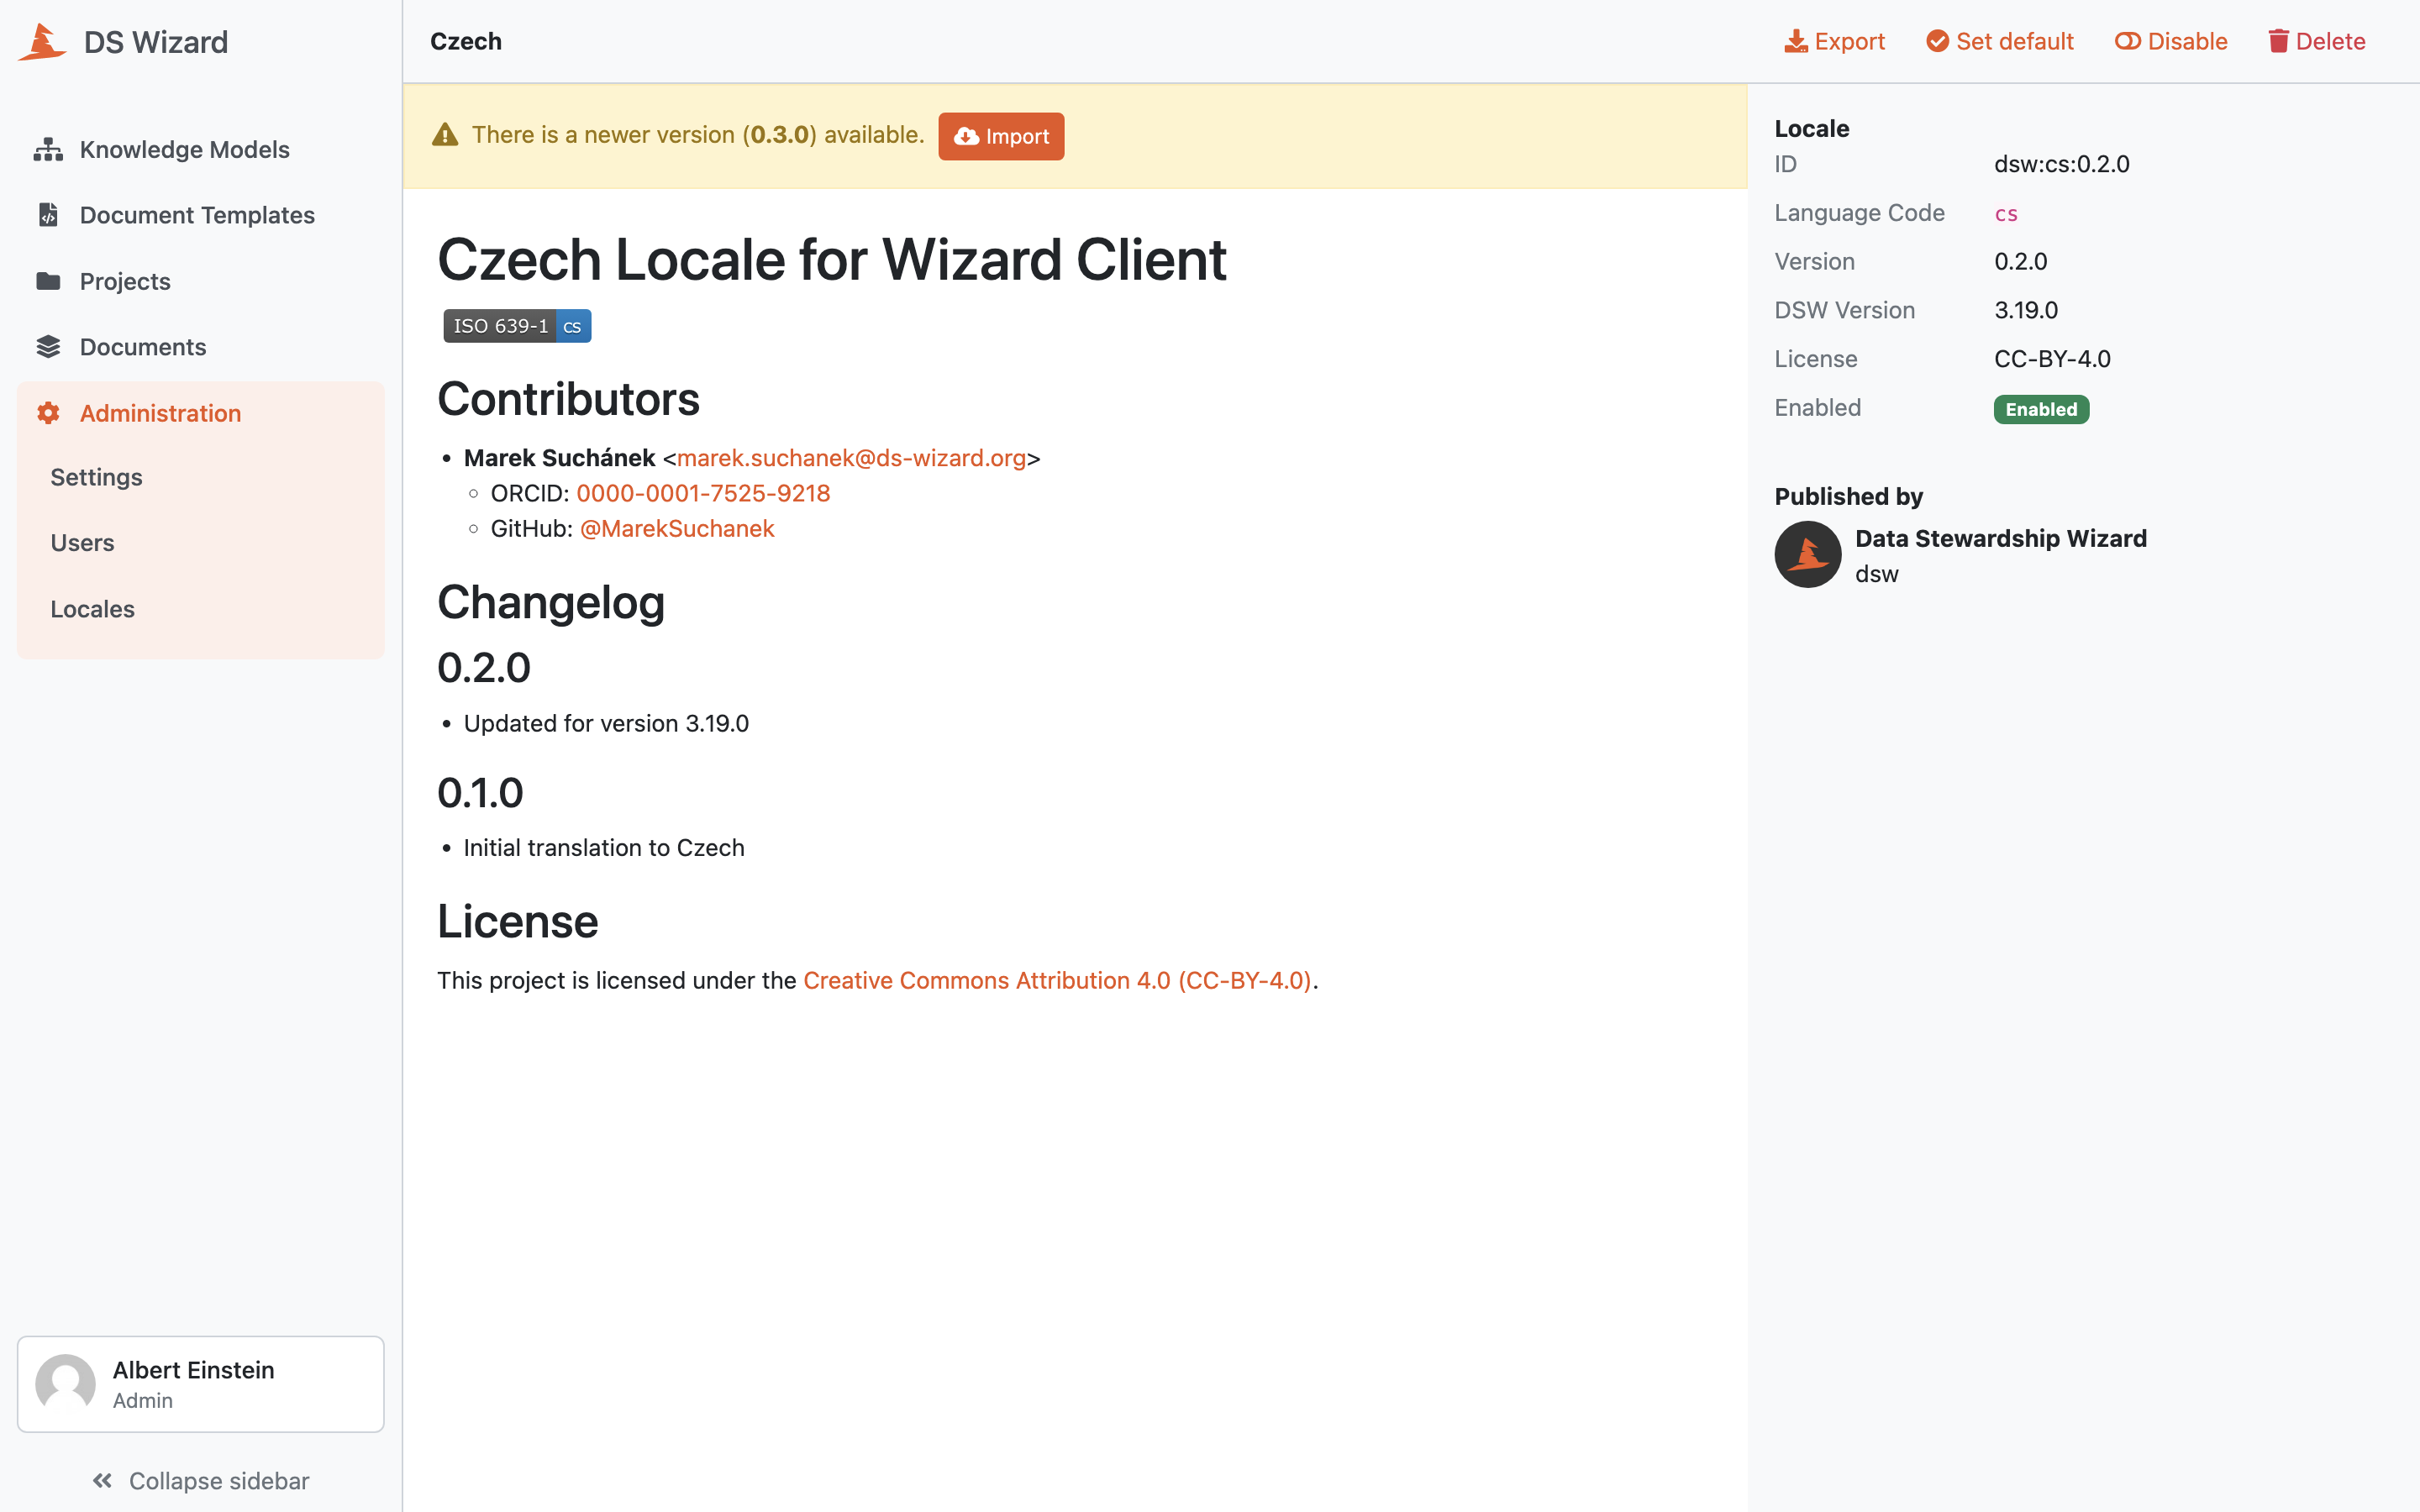 DS Wizard
Knowledge Models
Document Templates
Projects
Documents
Administration
Settings
Users
Locales
Albert Einstein
Admin
Collapse sidebar
Czech
Export
Set default
Disable
Delete
There is a newer version (0.3.0) available.
Import
Czech Locale for Wizard Client
ISO 639-1 cs
Contributors
Marek Suchánek <marek.suchanek@ds-wizard.org>
ORCID: 0000-0001-7525-9218
GitHub: @MarekSuchanek
Changelog
0.2.0
Updated for version 3.19.0
0.1.0
Initial translation to Czech
License
This project is licensed under the Creative Commons Attribution 4.0 (CC-BY-4.0).
Locale
ID dsw:cs:0.2.0
Language Code cs
Version 0.2.0
DSW Version 3.19.0
License CC-BY-4.0
Enabled Enabled
Published by
Data Stewardship Wizard
dsw